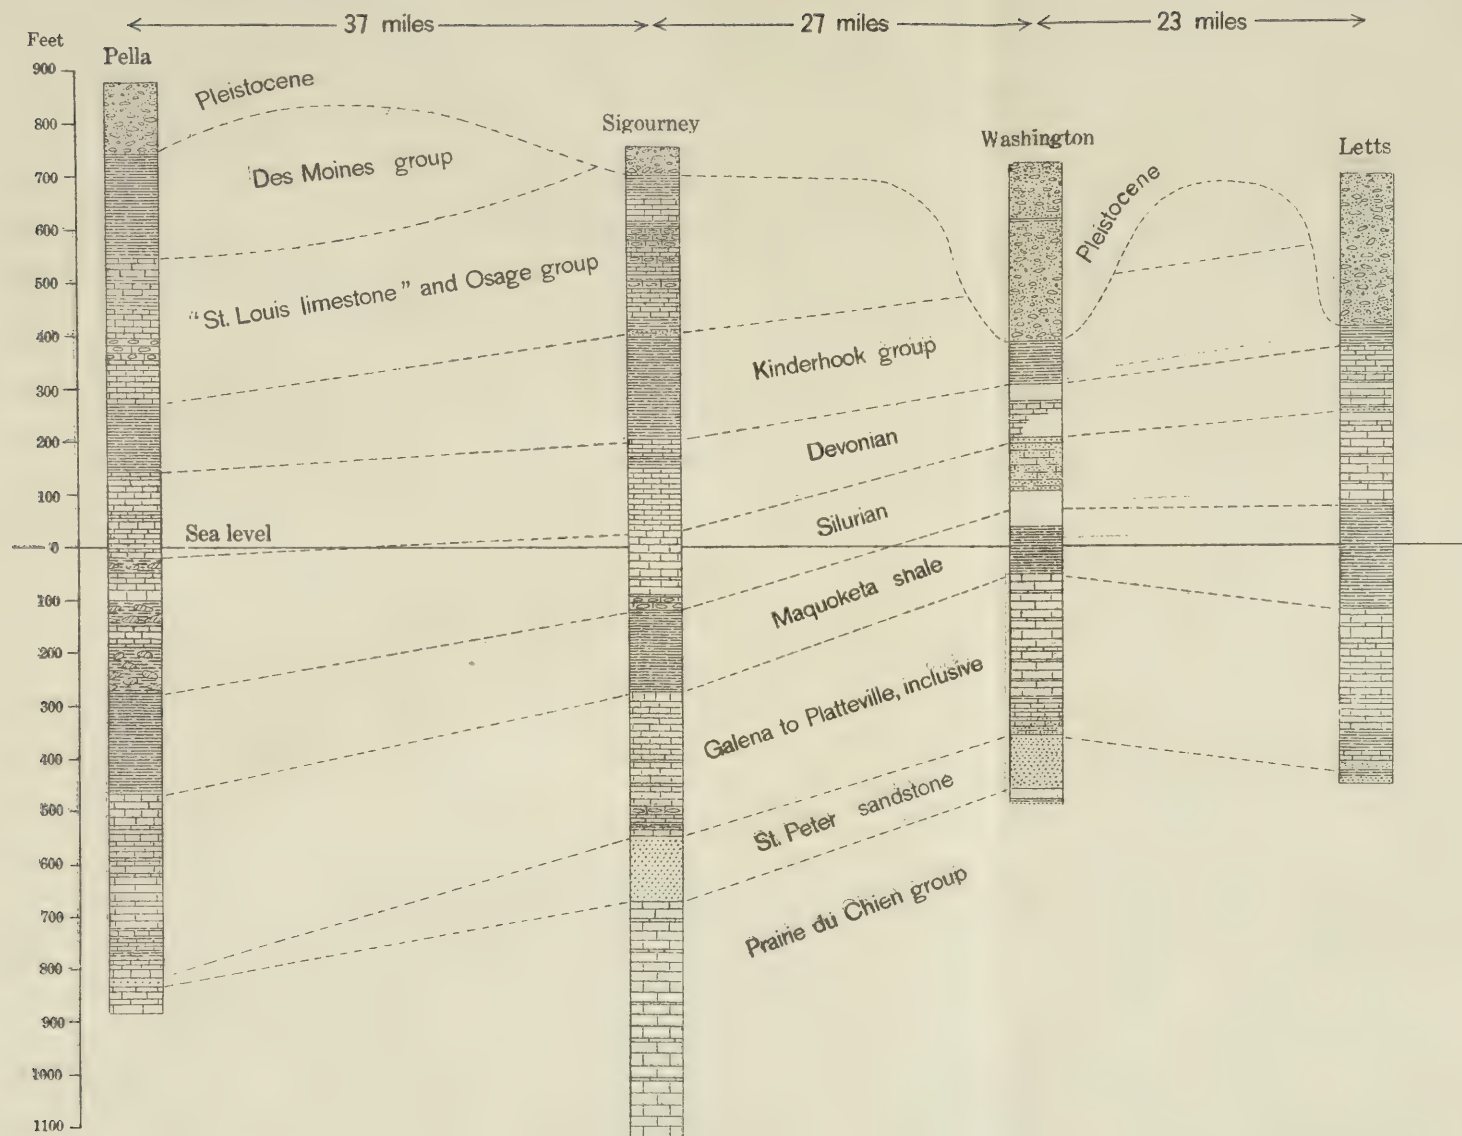 37 miles 27 miles 23 miles
Feet
Pella
Sigourney
Washington
Letts
900
800
700
600
500
400
300
200
100
0
100
200
300
400
500
600
700
800
900
1000
1100
Pleistocene
Des Moines group
"St. Louis limestone" and Osage group
Sea level
Pleistocene
Kinderhook group
Devonian
Silurian
Maquoketa shale
Galena to Platteville, inclusive
St. Peter sandstone
Prairie du Chien group